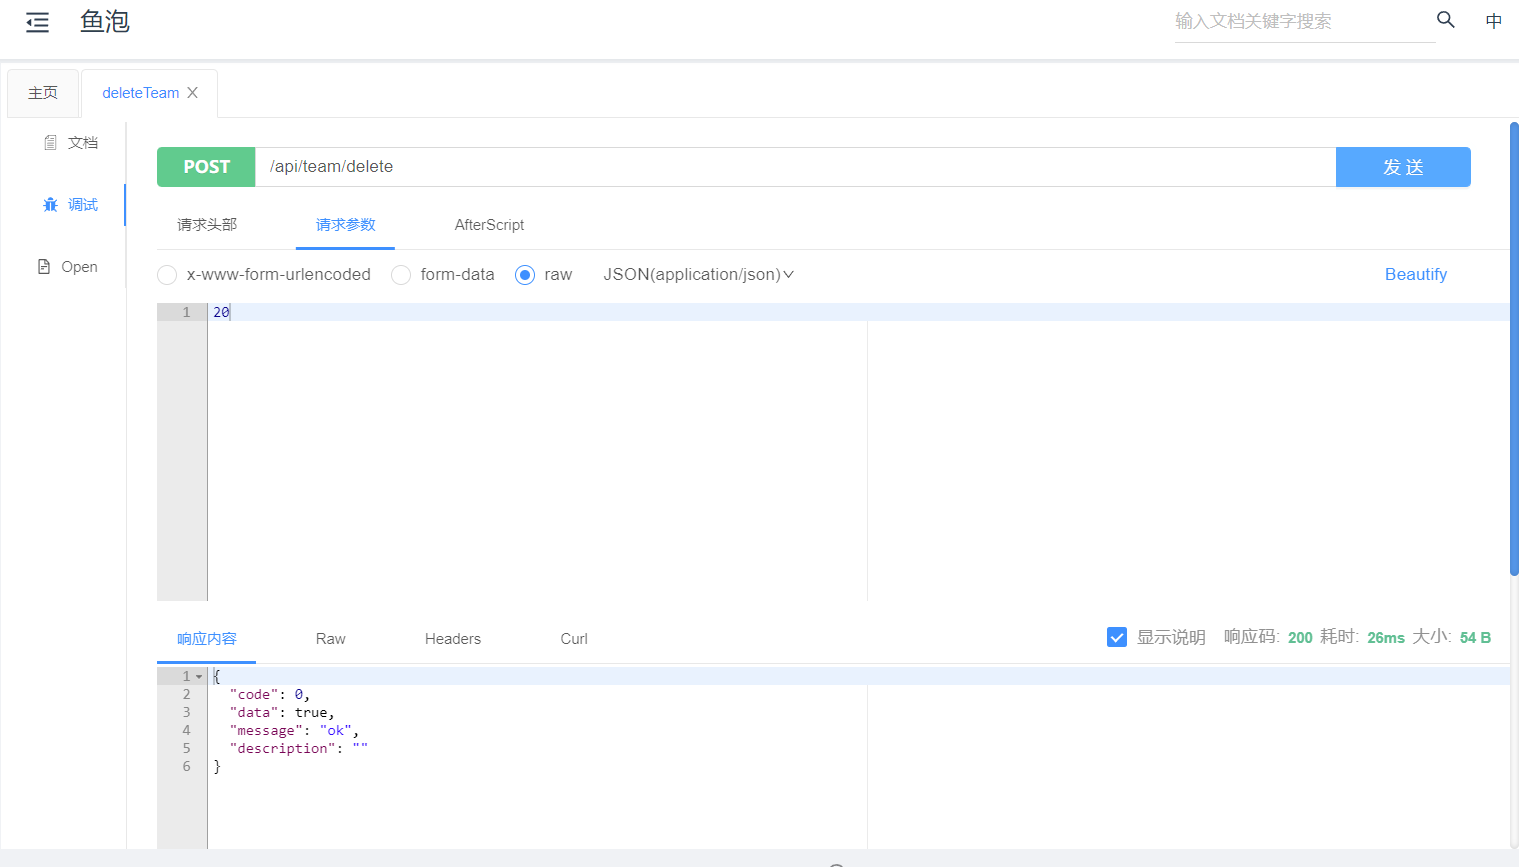 鱼泡
输入文档关键字搜索
中
主页
deleteTeam
文档
调试
Open
POST /api/team/delete 发 送
请求头部 请求参数 AfterScript
x-www-form-urlencoded form-data raw JSON(application/json) Beautify
1 20
响应内容 Raw Headers Curl 显示说明 响应码: 200 耗时: 26ms 大小: 54 B
1 {
2 "code": 0,
3 "data": true,
4 "message": "ok",
5 "description": ""
6 }